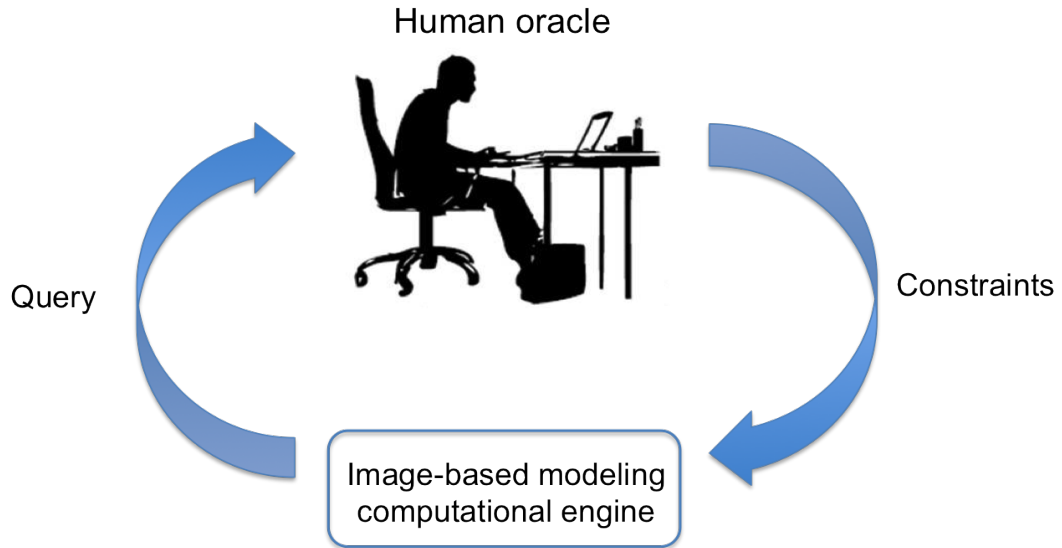 Human oracle
Query
Constraints
Image-based modeling
computational engine